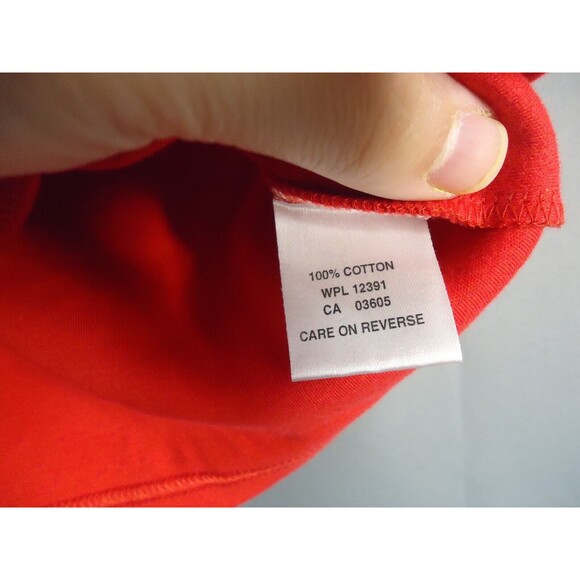 100% COTTON
WPL 12391
CA 03605
CARE ON REVERSE